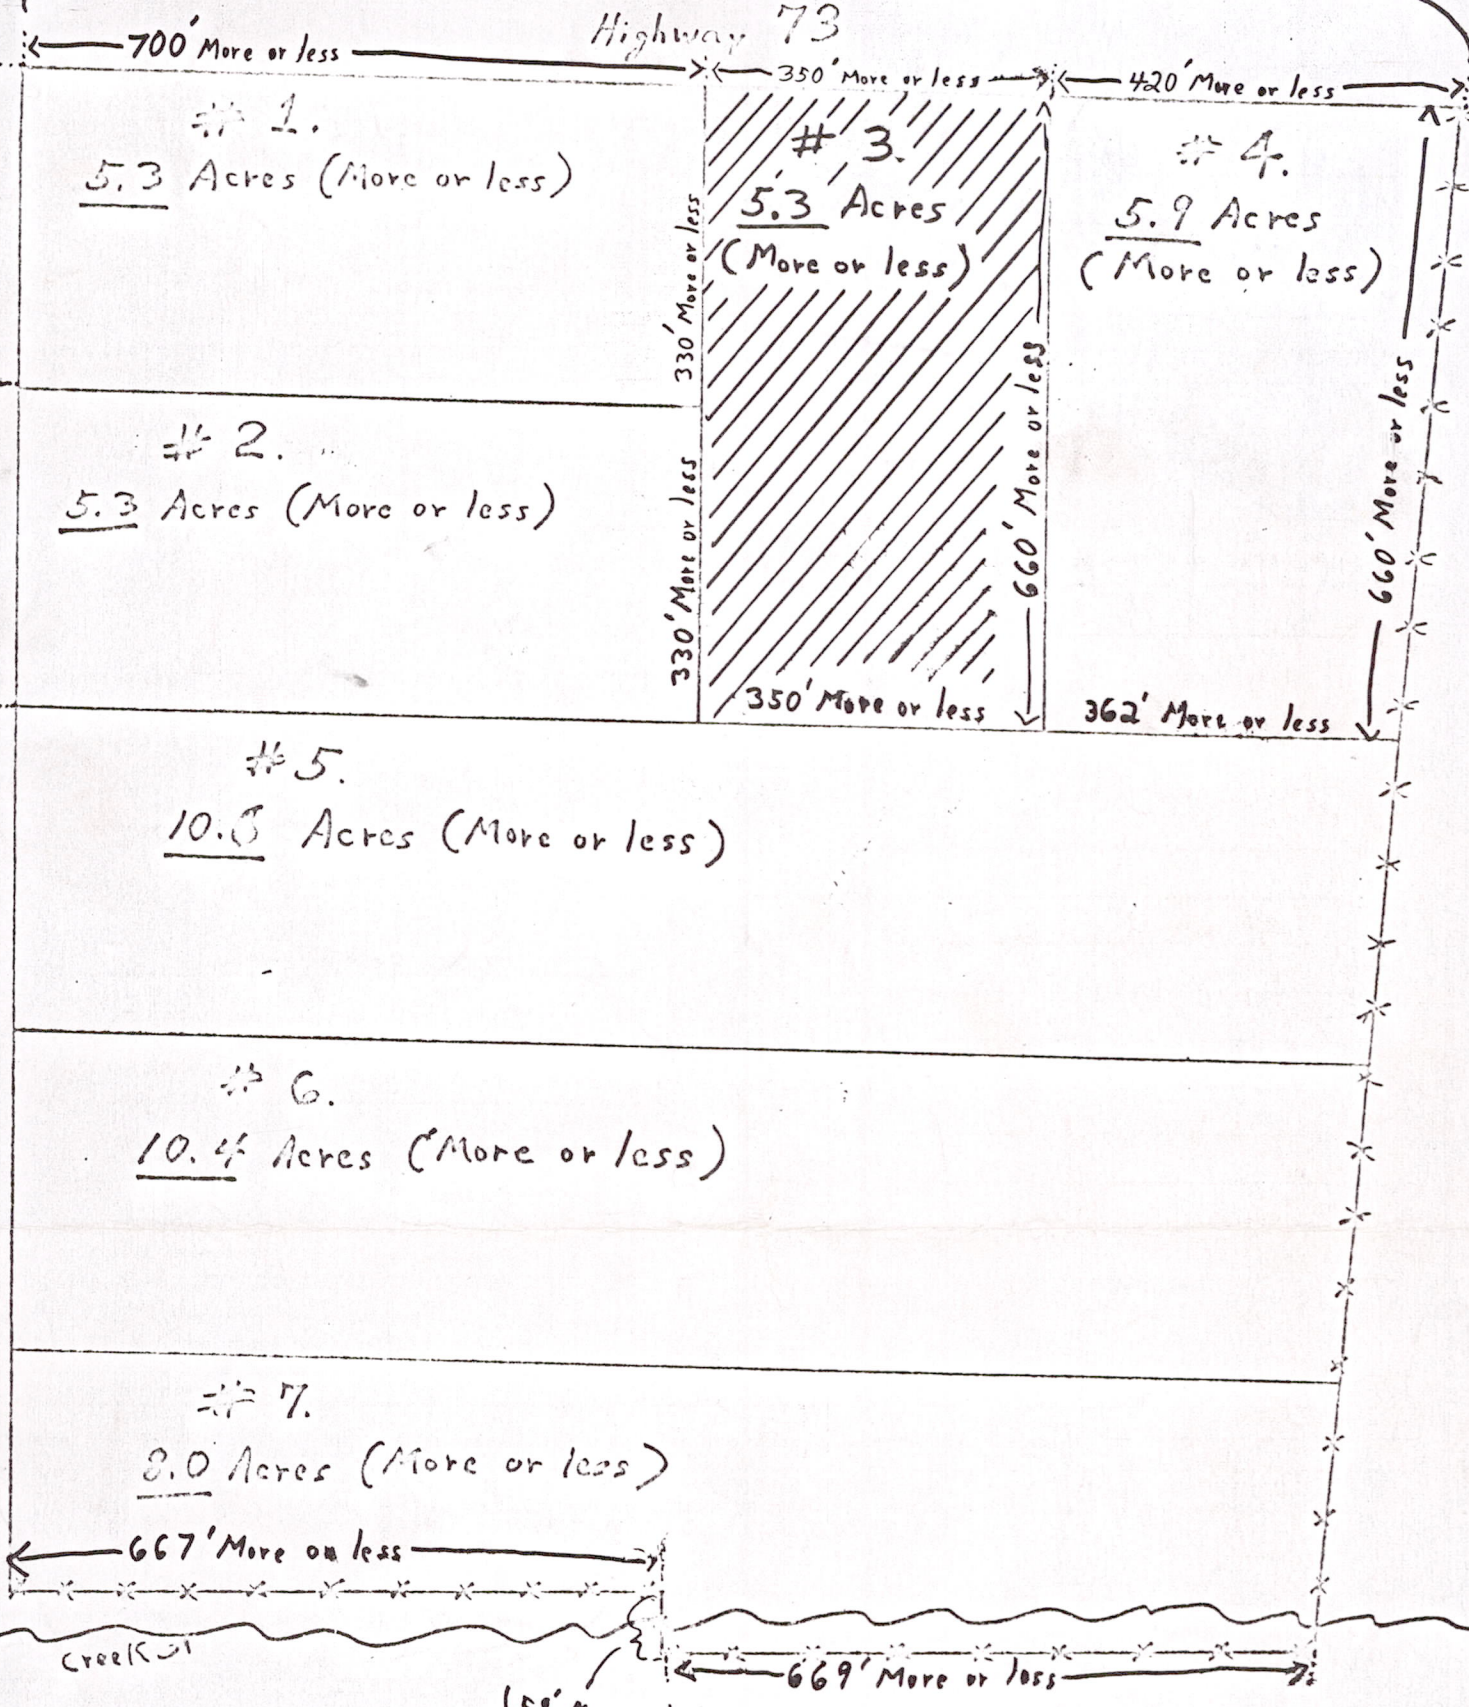 Highway 73
700' More or less
350' More or less
420' More or less
# 1.
5.3 Acres (More or less)
330' More or less
# 3.
5.3 Acres
(More or less)
660' More or less
350' More or less
# 4.
5.9 Acres
(More or less)
660' More or less
362' More or less
# 2.
5.3 Acres (More or less)
330' More or less
# 5.
Acres (More or less)
# 6.
10.4 Acres (More or less)
# 7.
8.0 Acres (More or less)
667' More or less
Creek
669' More or less